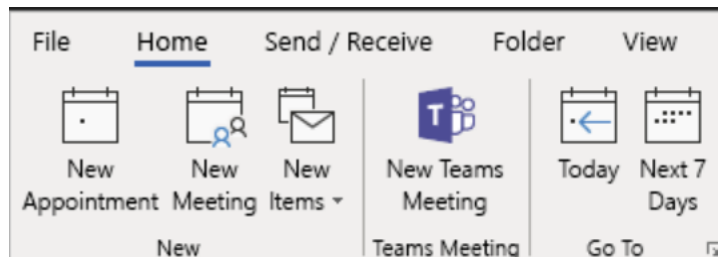 File Home Send / Receive Folder View
New Appointment
New Meeting
New Items
New Teams Meeting
Today
Next 7 Days
New Teams Meeting Go To